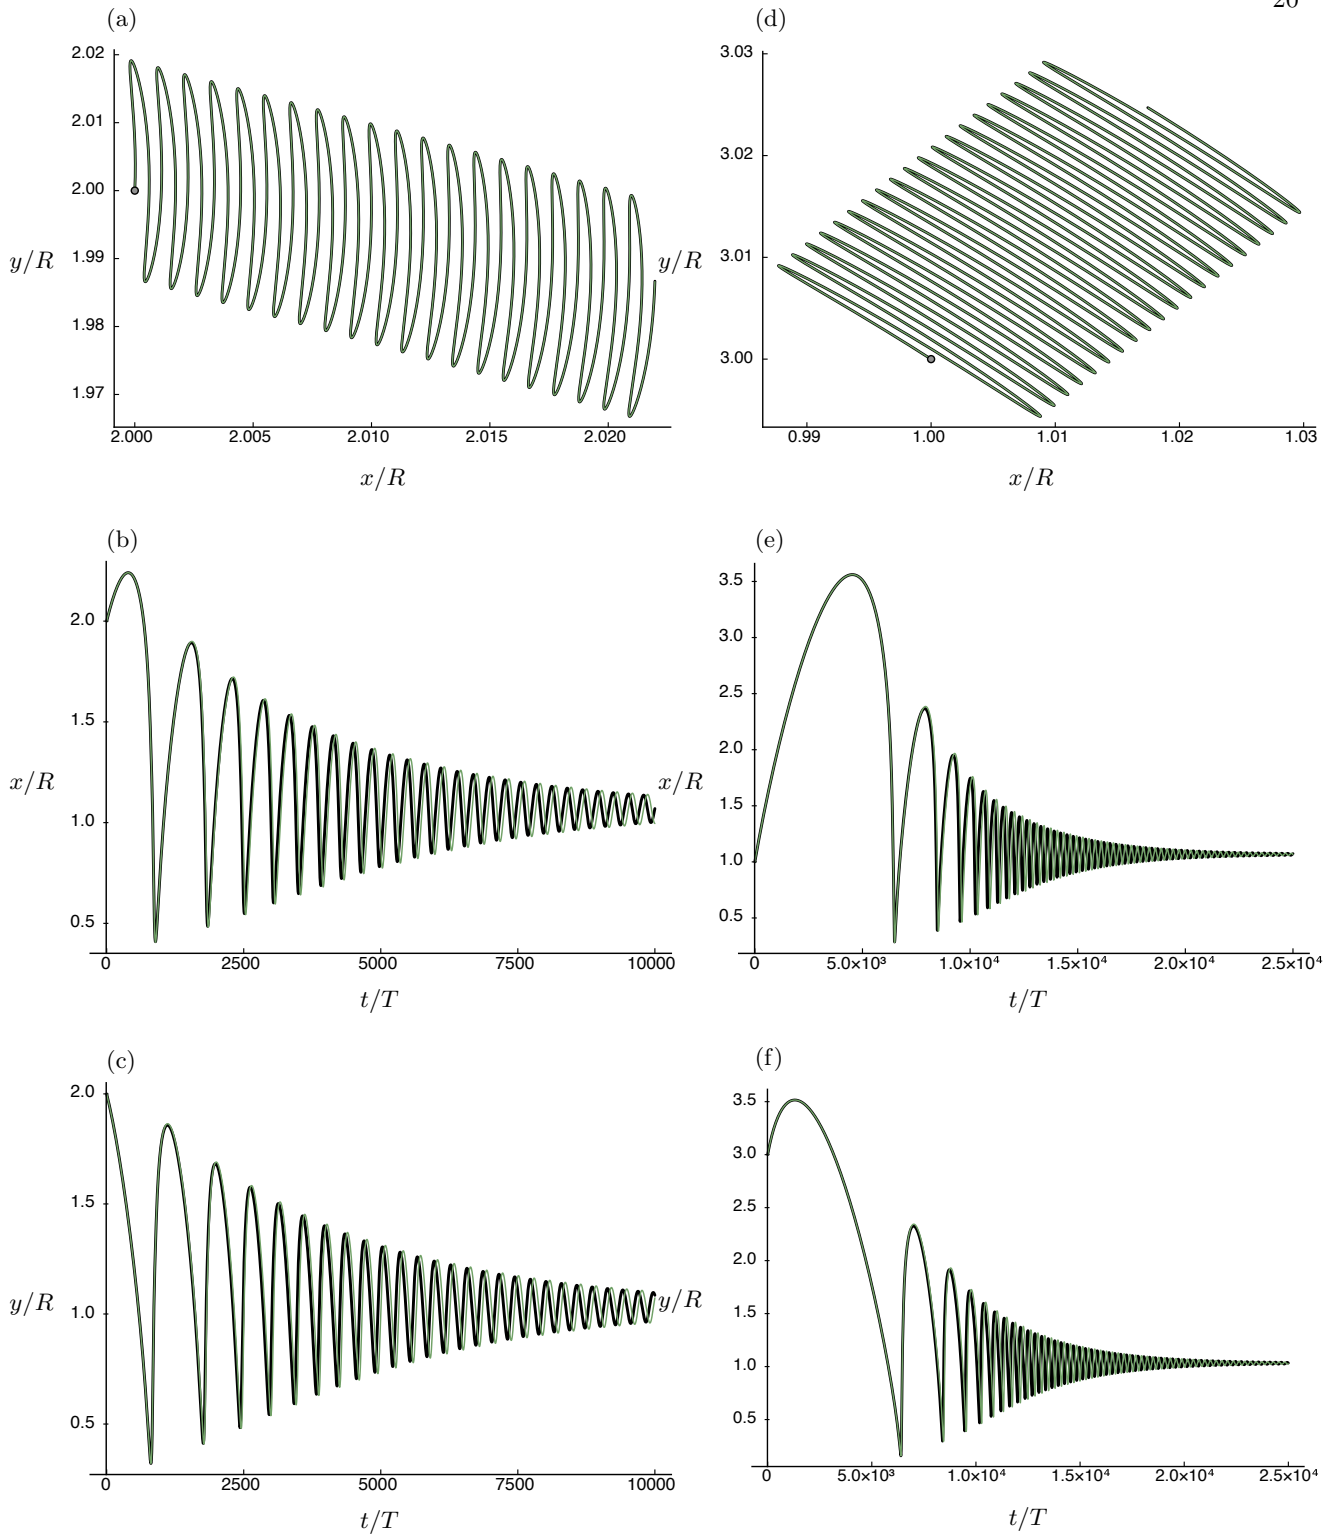 (a)
2.02
2.01
2.00
1.99
1.98
1.97
y/R
2.000 2.005 2.010 2.015 2.020
x/R
(d)
3.03
3.02
3.01
3.00
y/R
0.99 1.00 1.01 1.02 1.03
x/R
(b)
2.0
1.5
1.0
0.5
x/R
0 2500 5000 7500 10000
t/T
(e)
3.5
3.0
2.5
2.0
1.5
1.0
0.5
x/R
0 5.0×10³ 1.0×10⁴ 1.5×10⁴ 2.0×10⁴ 2.5×10⁴
t/T
(c)
2.0
1.5
1.0
0.5
y/R
0 2500 5000 7500 10000
t/T
(f)
3.5
3.0
2.5
2.0
1.5
1.0
0.5
y/R
0 5.0×10³ 1.0×10⁴ 1.5×10⁴ 2.0×10⁴ 2.5×10⁴
t/T